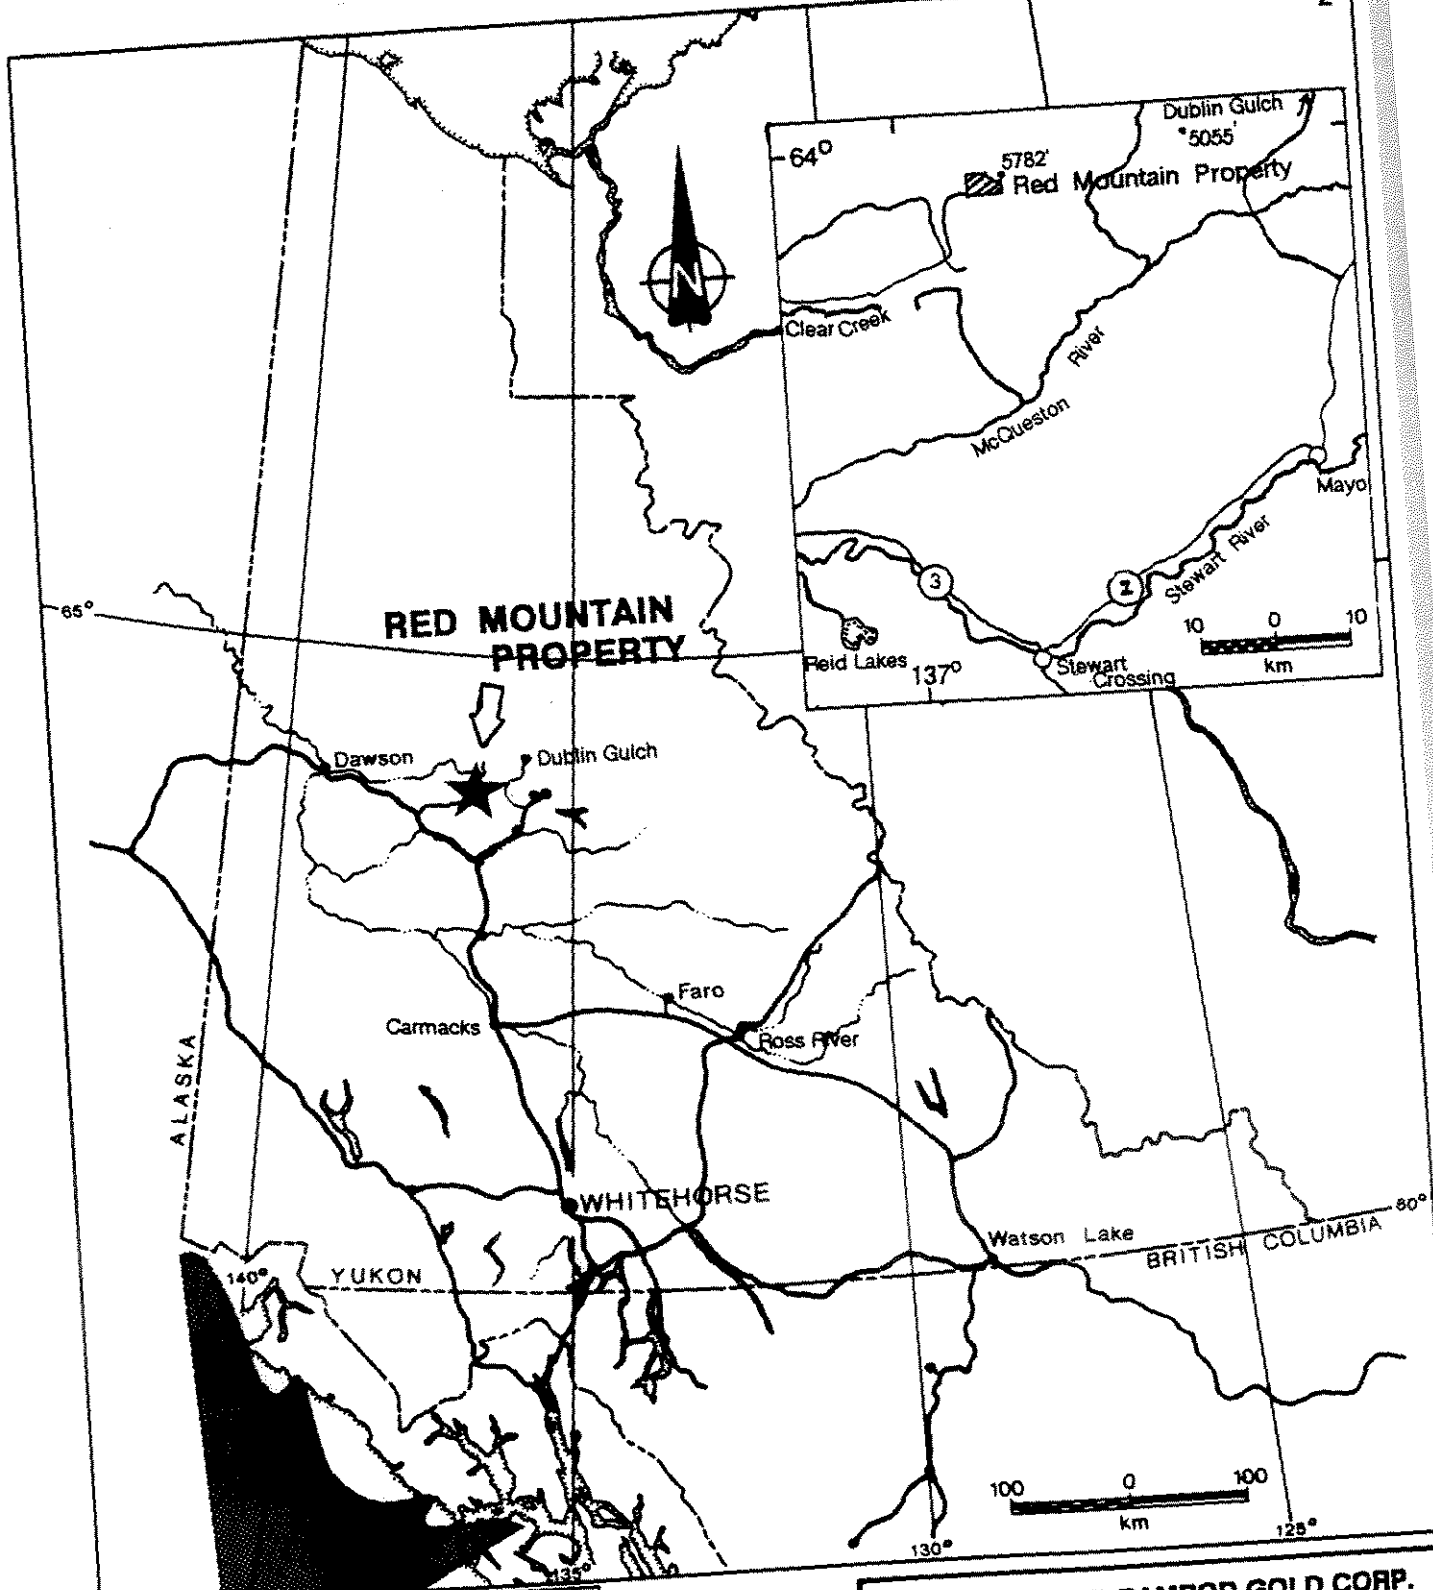 2
Dublin Gulch
5055'
64°
5782'
Red Mountain Property
N
Clear Creek
River
McQueston
Mayo
3
2
Stewart River
10 0 10
km
Reid Lakes
137°
Stewart
Crossing
65°
RED MOUNTAIN
PROPERTY
Dawson
Dublin Gulch
Faro
Carmacks
Ross River
ALASKA
WHITEHORSE
Watson Lake
60°
BRITISH COLUMBIA
140°
YUKON
100 0 100
km
130°
125°
135°
GOLD CORP.